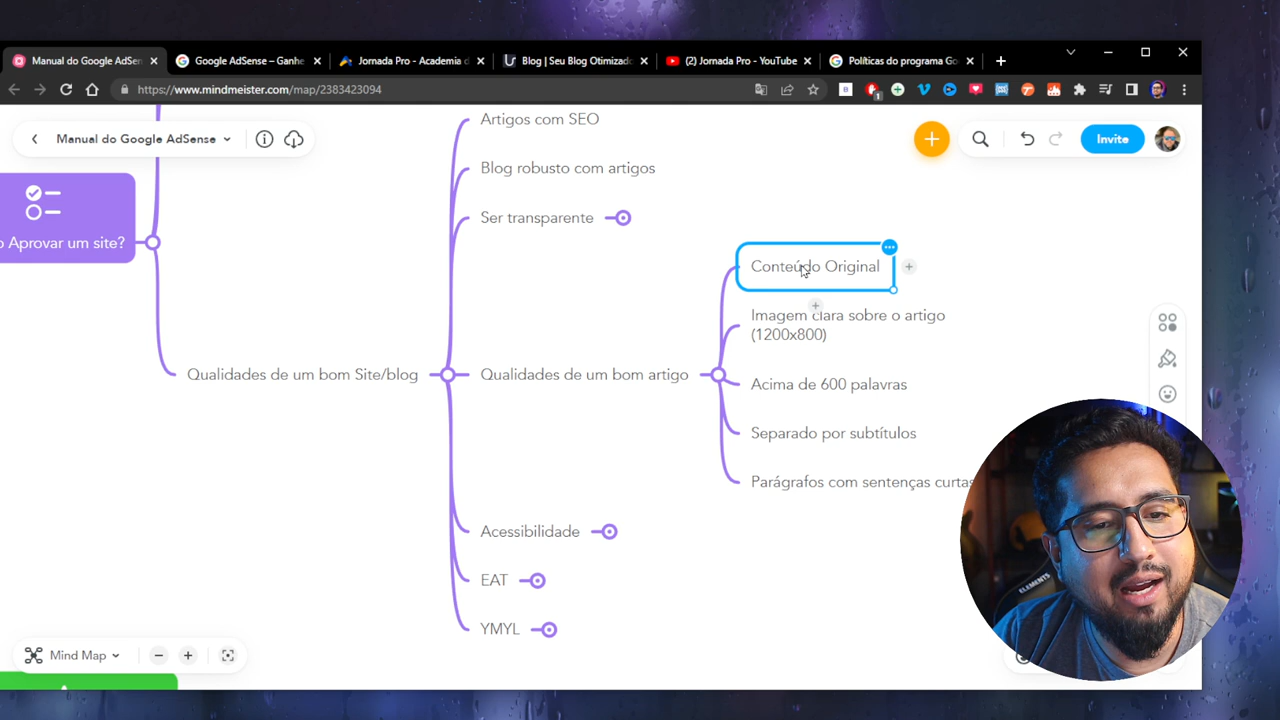 Manual do Google AdSen
Google AdSense – Ganhe
Jornada Pro - Academia d
Blog | Seu Blog Otimizado
(2) Jornada Pro - YouTube
Políticas do programa Go
https://www.mindmeister.com/map/2383423094
1
Manual do Google AdSense
Invite
Artigos com SEO
Blog robusto com artigos
Ser transparente
o Aprovar um site?
Conteúdo Original
Imagem clara sobre o artigo
(1200x800)
Qualidades de um bom Site/blog
Qualidades de um bom artigo
Acima de 600 palavras
Separado por subtítulos
Parágrafos com sentenças curtas
Acessibilidade
EAT
YMYL
Mind Map
ELEMENTS